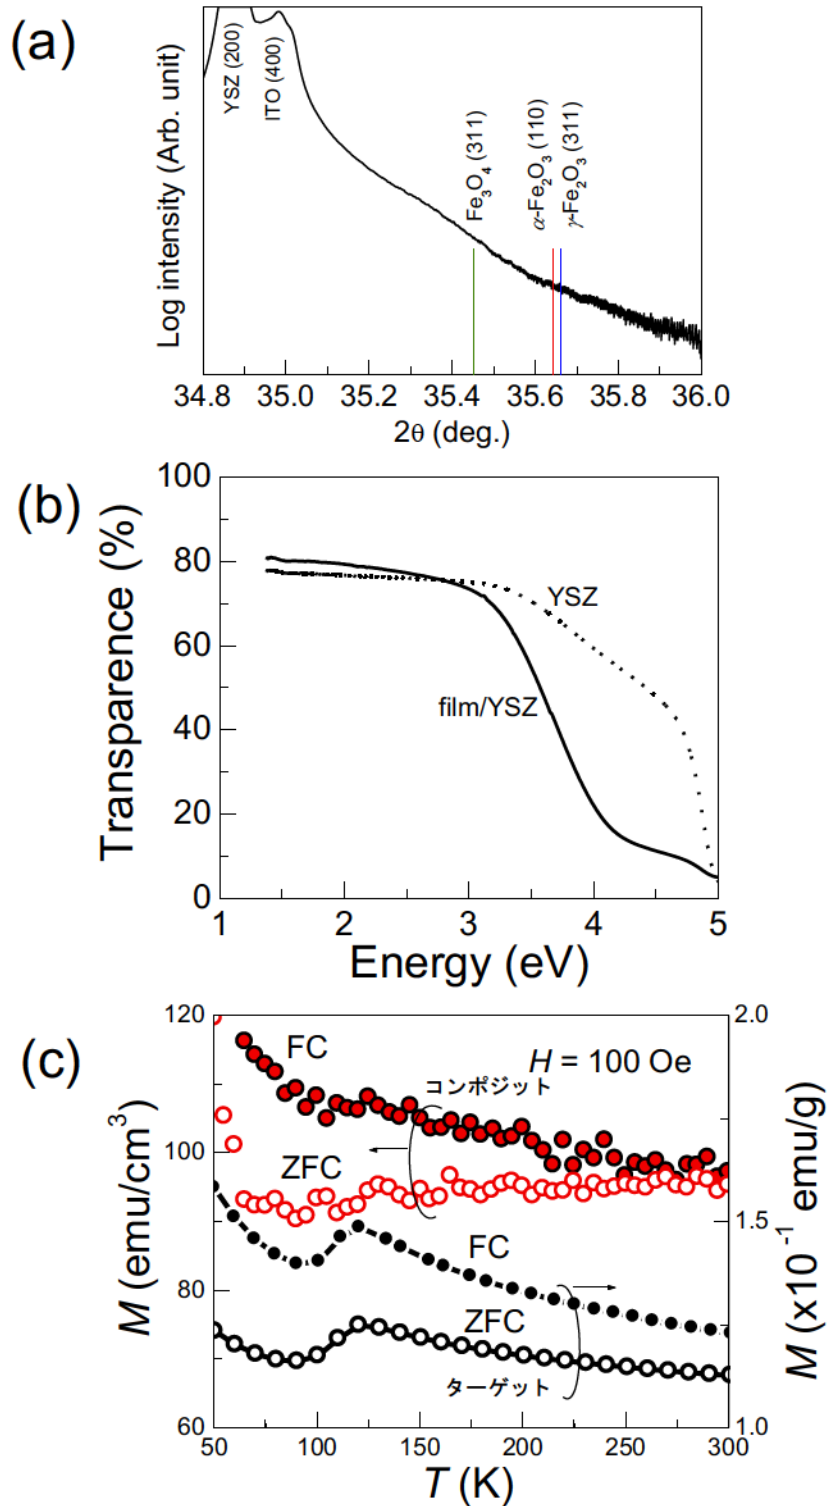 (a)
Log intensity (Arb. unit)
YSZ (200)
ITO (400)
Fe₃O₄ (311)
α-Fe₂O₃ (110)
γ-Fe₂O₃ (311)
34.8 35.0 35.2 35.4 35.6 35.8 36.0
2θ (deg.)
(b)
Transparence (%)
100
80
60
40
20
0
YSZ
film/YSZ
1 2 3 4 5
Energy (eV)
(c)
M (emu/cm³)
120
100
80
60
FC
H = 100 Oe
コンポジット
ZFC
FC
ZFC
ターゲット
2.0
1.5
1.0
M (x10⁻¹ emu/g)
50 100 150 200 250 300
T (K)